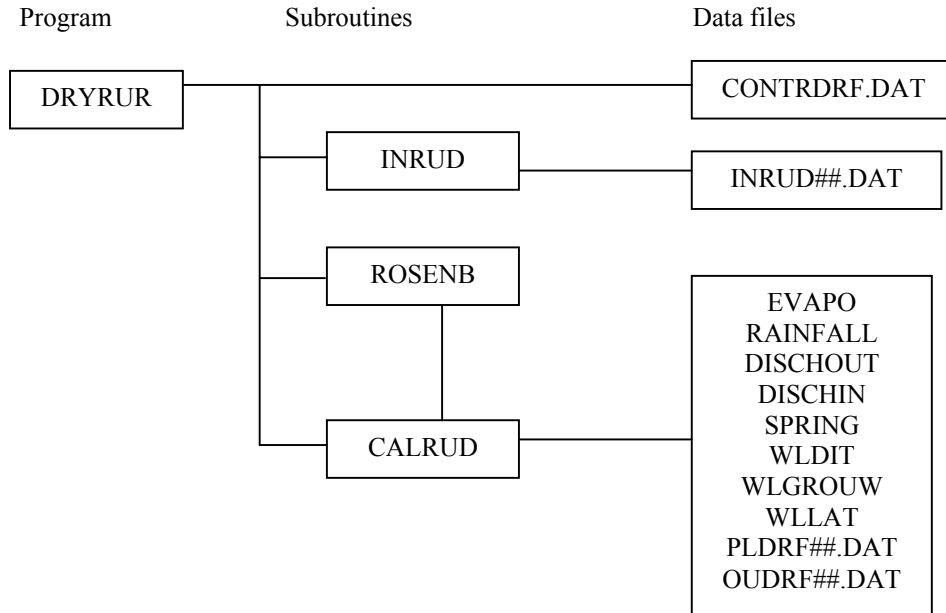 Program Subroutines Data files
DRYRUR
CONTRDRF.DAT
INRUD
INRUD##.DAT
ROSENB
CALRUD
EVAPO
RAINFALL
DISCHOUT
DISCHIN
SPRING
WLDIT
WLGROUW
WLLAT
PLDRF##.DAT
OUDRF##.DAT